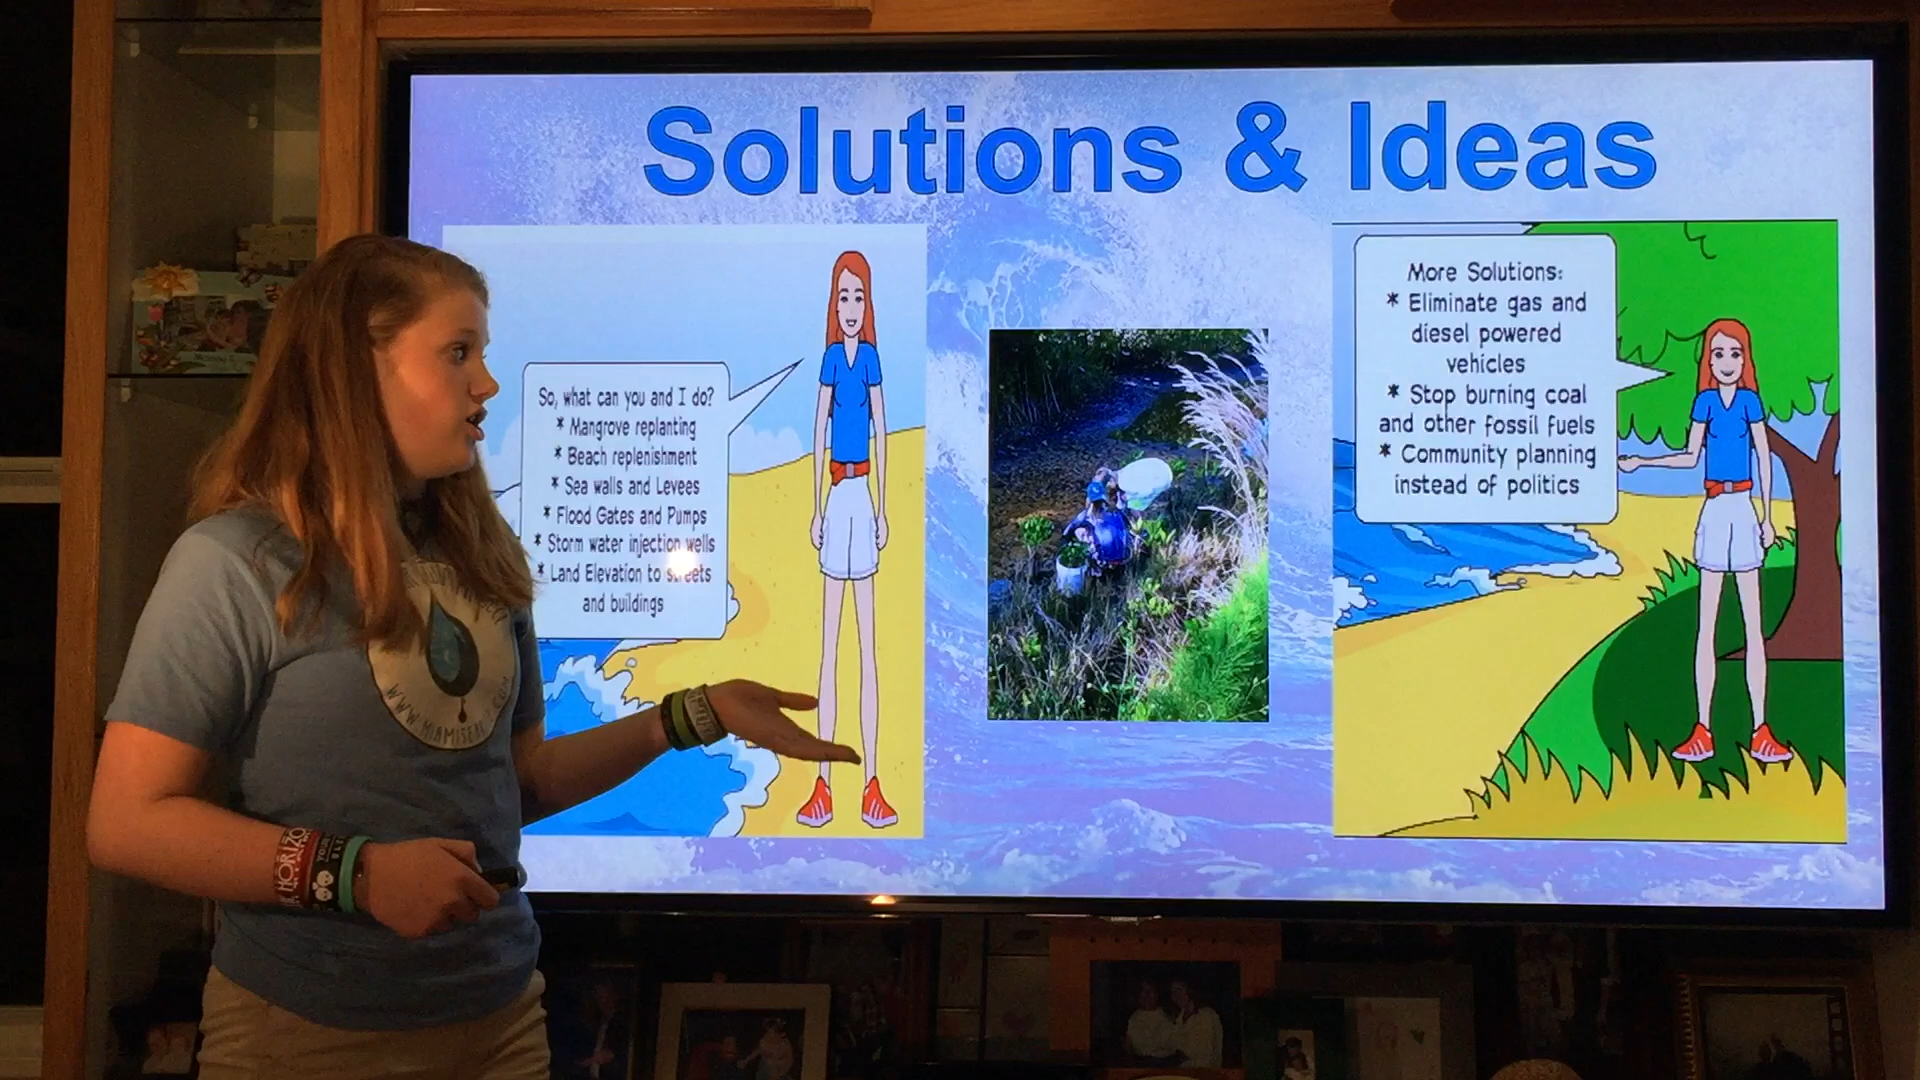 Solutions & Ideas
So, what can you and I do?
* Mangrove replanting
* Beach replenishment
* Sea walls and Levees
* Flood Gates and Pumps
* Storm water injection wells
* Land Elevation to streets
and buildings
More Solutions:
* Eliminate gas and
diesel powered
vehicles
* Stop burning coal
and other fossil fuels
* Community planning
instead of politics
HORIZO